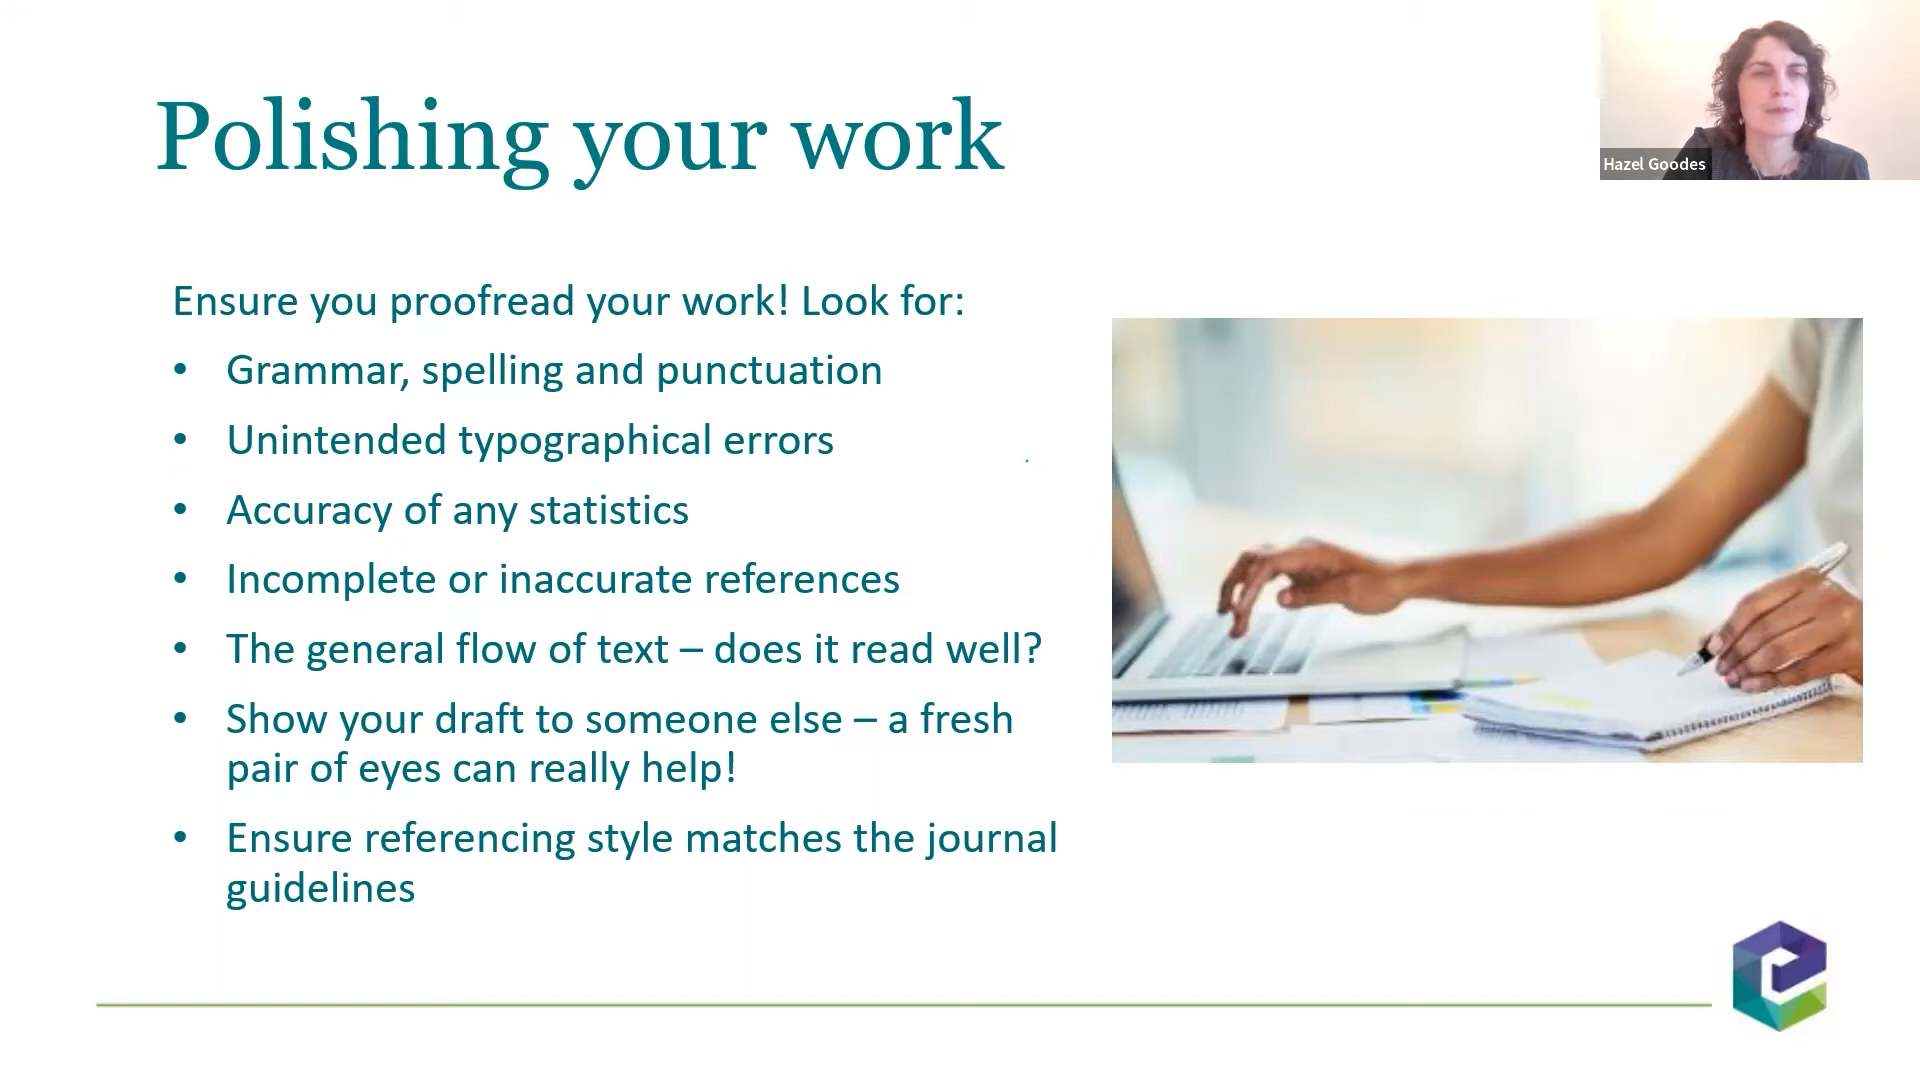 Polishing your work
Hazel Goodes
Ensure you proofread your work! Look for:
• Grammar, spelling and punctuation
• Unintended typographical errors
• Accuracy of any statistics
• Incomplete or inaccurate references
• The general flow of text – does it read well?
• Show your draft to someone else – a fresh
pair of eyes can really help!
• Ensure referencing style matches the journal
guidelines